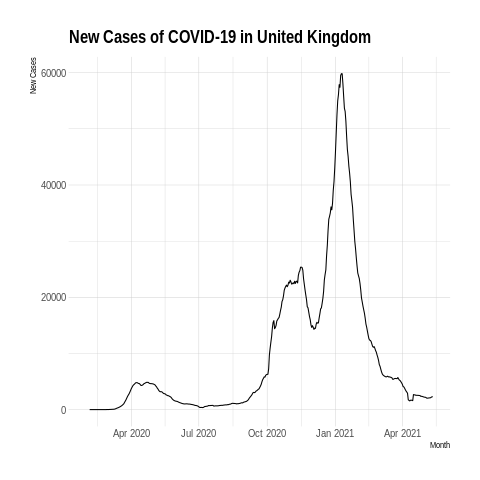 New Cases of COVID-19 in United Kingdom
New Cases
60000
40000
20000
0
Apr 2020
Jul 2020
Oct 2020
Jan 2021
Apr 2021
Month